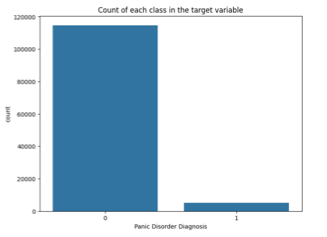 Count of each class in the target variable
120000
100000
80000
60000
40000
20000
0
count
0 1
Panic Disorder Diagnosis